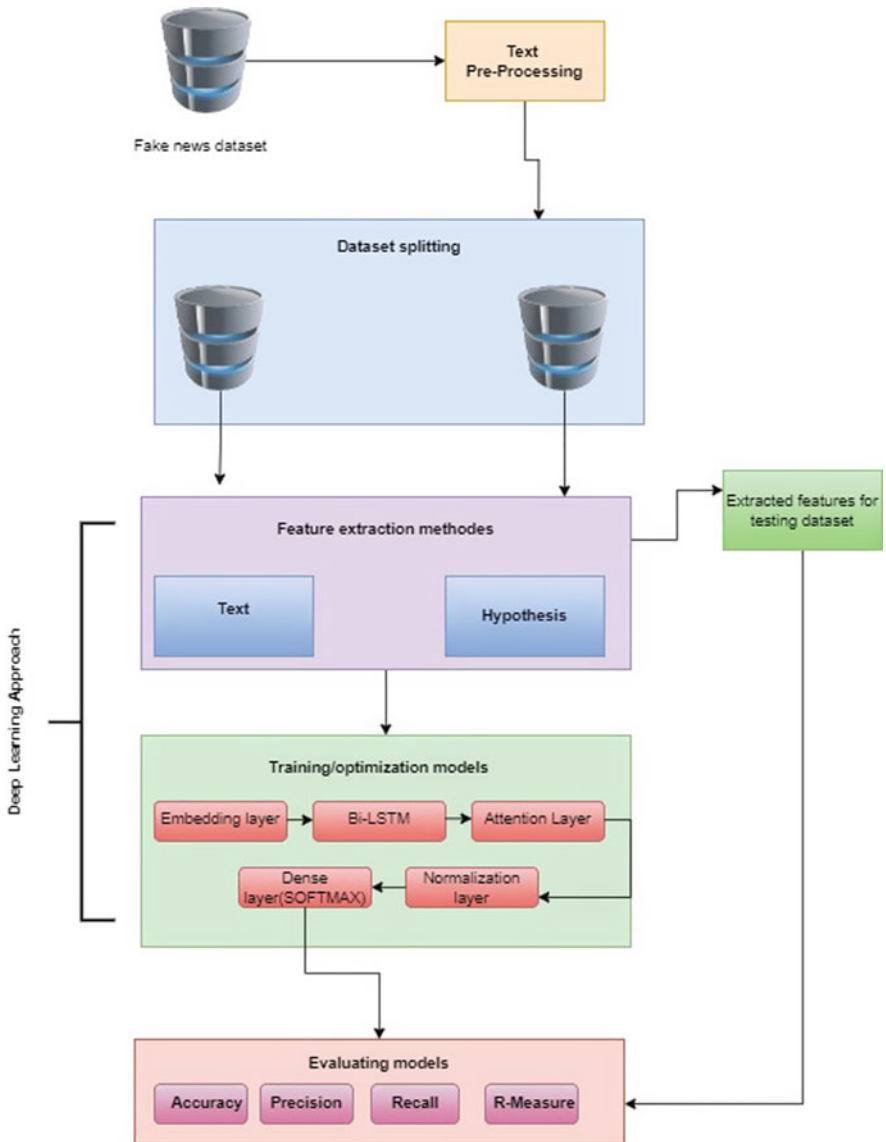 Text
Pre-Processing
Fake news dataset
Dataset splitting
Extracted features for
testing dataset
Feature extraction methodes
Text
Hypothesis
Deep Learning Approach
Training/optimization models
Embedding layer
Bi-LSTM
Attention Layer
Dense
layer(SOFTMAX)
Normalization
layer
Evaluating models
Accuracy
Precision
Recall
R-Measure